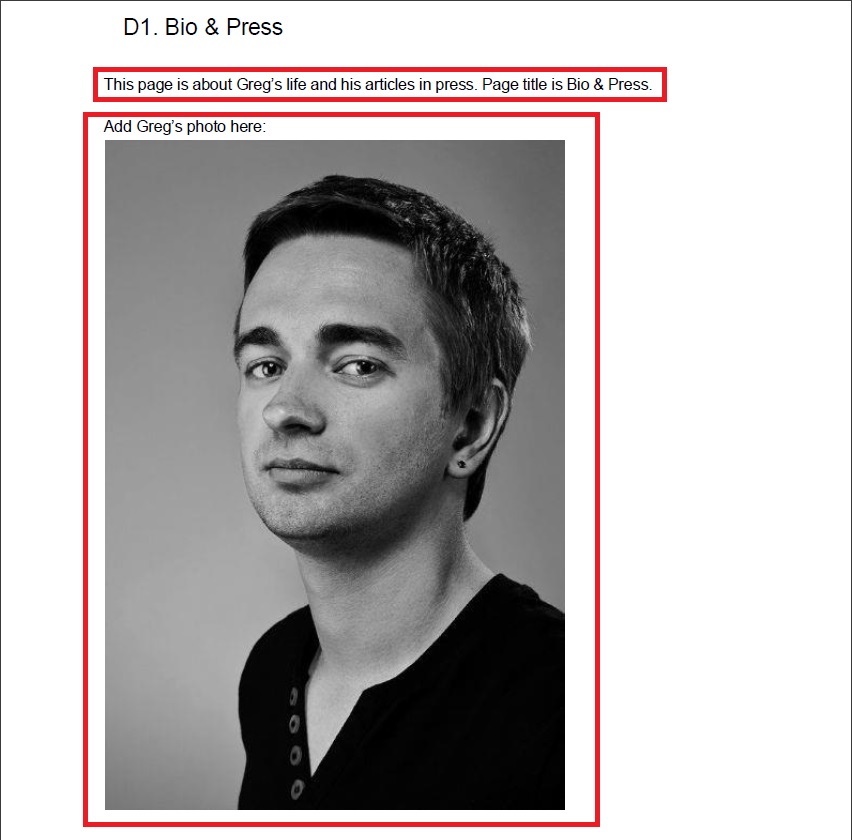 D1. Bio & Press
This page is about Greg’s life and his articles in press. Page title is Bio & Press.
Add Greg’s photo here: